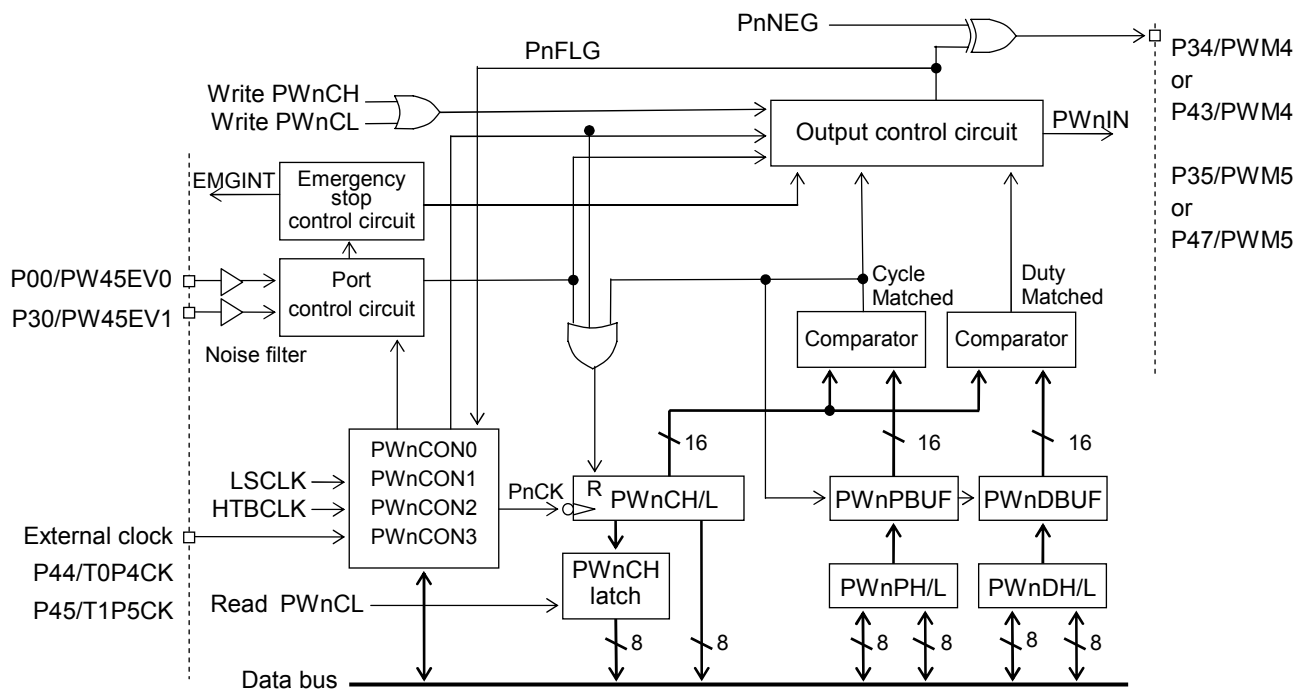 PnNEG
P34/PWM4
or
P43/PWM4
P35/PWM5
or
P47/PWM5
PnFLG
Write PWnCH
Write PWnCL
Output control circuit
PWnIN
EMGINT
Emergency
stop
control circuit
P00/PW45EV0
P30/PW45EV1
Port
control circuit
Noise filter
Cycle
Matched
Duty
Matched
Comparator
Comparator
16
16
16
LSCLK
HTBCLK
External clock
P44/T0P4CK
P45/T1P5CK
PWnCON0
PWnCON1
PWnCON2
PWnCON3
PnCK
R
PWnCH/L
PWnPBUF
PWnDBUF
PWnCH
latch
Read PWnCL
PWnPH/L
PWnDH/L
8
8
8
8
8
8
Data bus